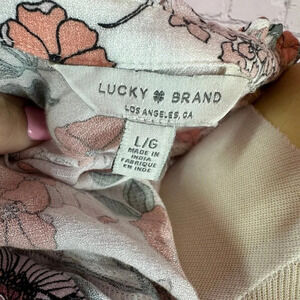 LUCKY BRAND
LOS ANGELES, CA
L/G
MADE IN
INDIA
FABRIQUÉ
EN INDE